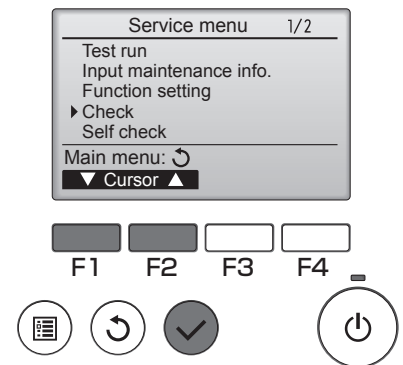 Service menu 1/2
Test run
Input maintenance info.
Function setting
Check
Self check
Main menu:
▼ Cursor ▲
F1 F2 F3 F4